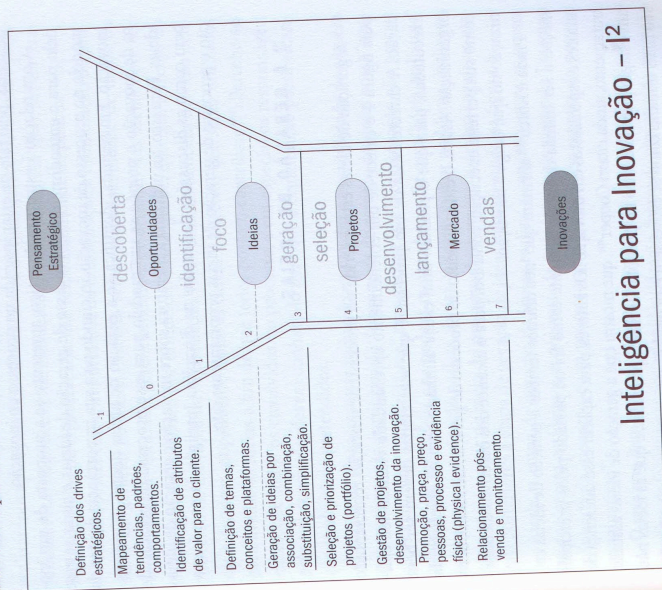 Pensamento
Estratégico
Definição dos drives
estratégicos.
-1
descoberta
Mapeamento de
tendências, padrões,
comportamentos.
0
Oportunidades
identificação
Identificação de atributos
de valor para o cliente.
1
foco
Definição de temas,
conceitos e plataformas.
2
Ideias
geração
Geração de ideias por
associação, combinação,
substituição, simplificação.
3
seleção
Seleção e priorização de
projetos (portfólio).
4
Projetos
desenvolvimento
Gestão de projetos,
desenvolvimento da inovação.
5
lançamento
Promoção, praça, preço,
pessoas, processo e evidência
física (physical evidence).
6
Mercado
vendas
Relacionamento pós-
venda e monitoramento.
7
Inovações
Inteligência para Inovação – I²